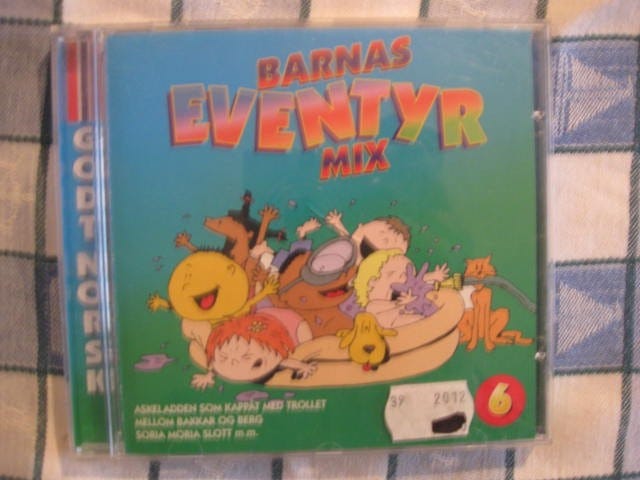 BARNAS
EVENTYR
MIX
GODT NORSK
ASKELADDEN SOM KAPPÅT MED TROLLET
MELLOM BAKKAR OG BERG
SORIA MORIA SLOTT m.m.
39 2012
6